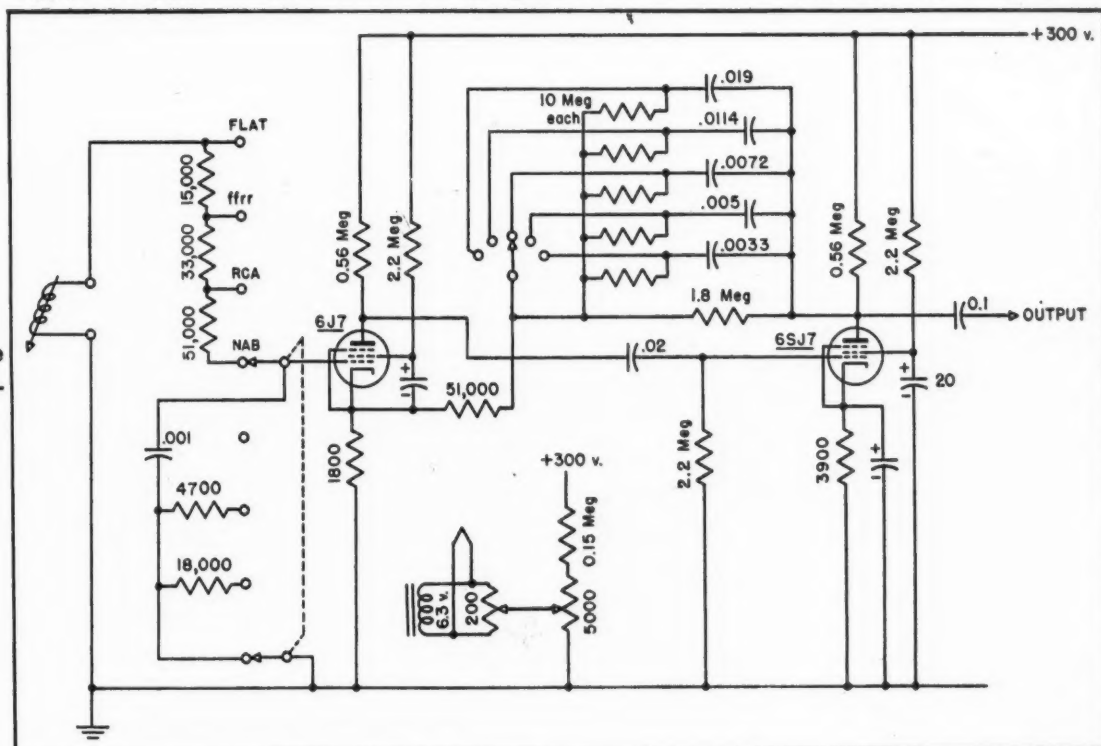 +300 v.
.019
10 Meg
each
.0114
FLAT
15,000
.0072
ffrr
0.56 Meg
2.2 Meg.
.005
0.56 Meg
2.2 Meg
33,000
RCA
.0033
1.8 Meg
51,000
6J7
0.1
OUTPUT
NAB
6SJ7
.02
+
1
51,000
+
20
1
.001
1800
+300 v.
2.2 Meg
3900
+
1
4700
0.15 Meg
18,000
6.3 v.
200
5000